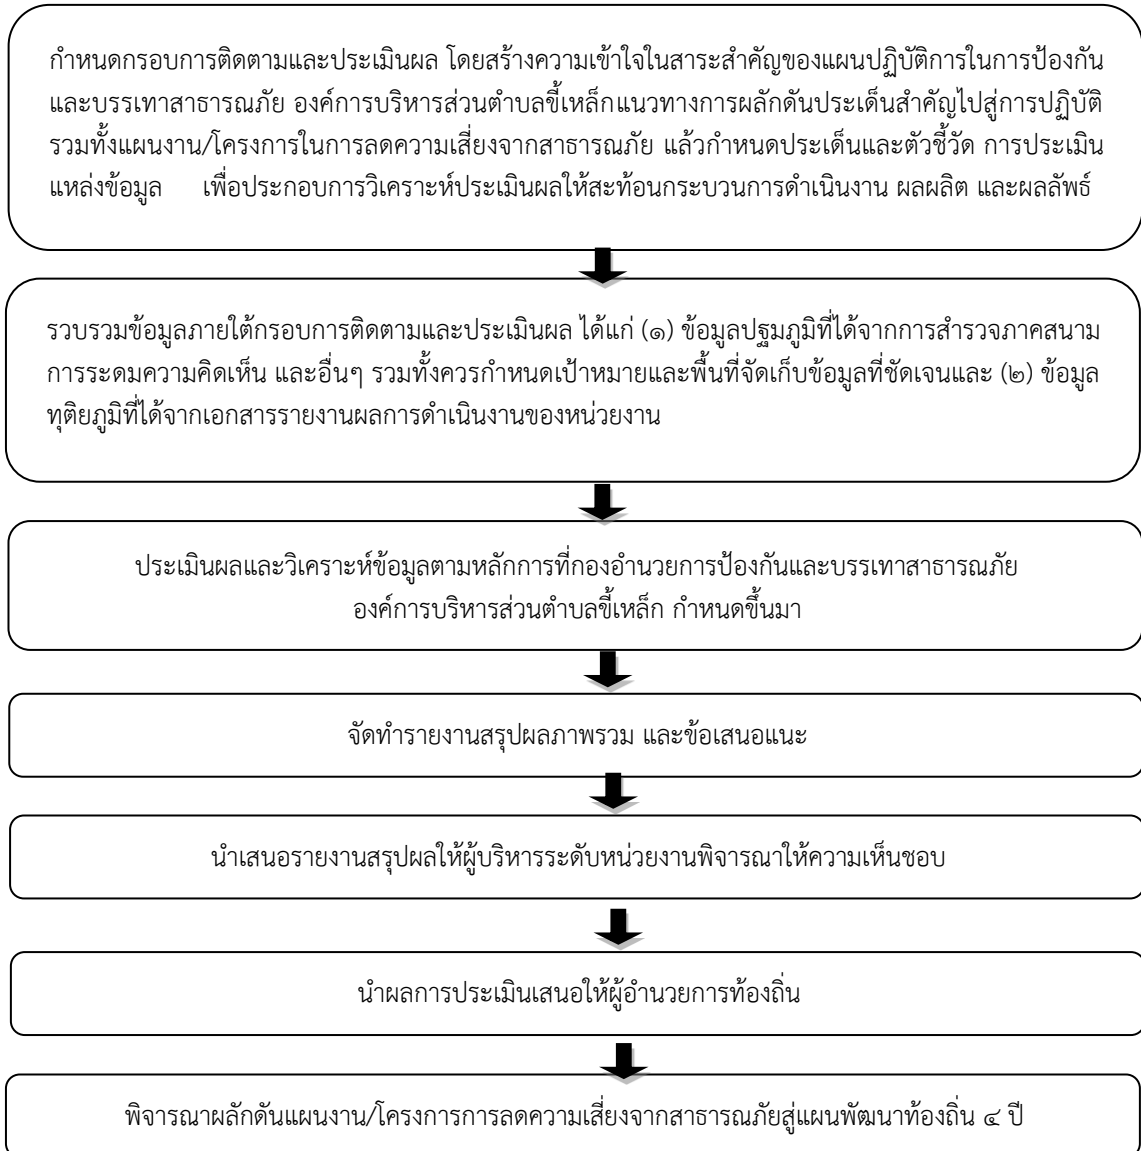 กำหนดกรอบการติดตามและประเมินผล โดยสร้างความเข้าใจในสาระสำคัญของแผนปฏิบัติการในการป้องกัน
และบรรเทาสาธารณภัย องค์การบริหารส่วนตำบลขี้เหล็กแนวทางการผลักดันประเด็นสำคัญไปสู่การปฏิบัติ
รวมทั้งแผนงาน/โครงการในการลดความเสี่ยงจากสาธารณภัย แล้วกำหนดประเด็นและตัวชี้วัด การประเมิน
แหล่งข้อมูล เพื่อประกอบการวิเคราะห์ประเมินผลให้สะท้อนกระบวนการดำเนินงาน ผลผลิต และผลลัพธ์
รวบรวมข้อมูลภายใต้กรอบการติดตามและประเมินผล ได้แก่ (๑) ข้อมูลปฐมภูมิที่ได้จากการสำรวจภาคสนาม
การระดมความคิดเห็น และอื่นๆ รวมทั้งควรกำหนดเป้าหมายและพื้นที่จัดเก็บข้อมูลที่ชัดเจนและ (๒) ข้อมูล
ทุติยภูมิที่ได้จากเอกสารรายงานผลการดำเนินงานของหน่วยงาน
ประเมินผลและวิเคราะห์ข้อมูลตามหลักการที่กองอำนวยการป้องกันและบรรเทาสาธารณภัย
องค์การบริหารส่วนตำบลขี้เหล็ก กำหนดขึ้นมา
จัดทำรายงานสรุปผลภาพรวม และข้อเสนอแนะ
นำเสนอรายงานสรุปผลให้ผู้บริหารระดับหน่วยงานพิจารณาให้ความเห็นชอบ
นำผลการประเมินเสนอให้ผู้อำนวยการท้องถิ่น
พิจารณาผลักดันแผนงาน/โครงการการลดความเสี่ยงจากสาธารณภัยสู่แผนพัฒนาท้องถิ่น ๔ ปี